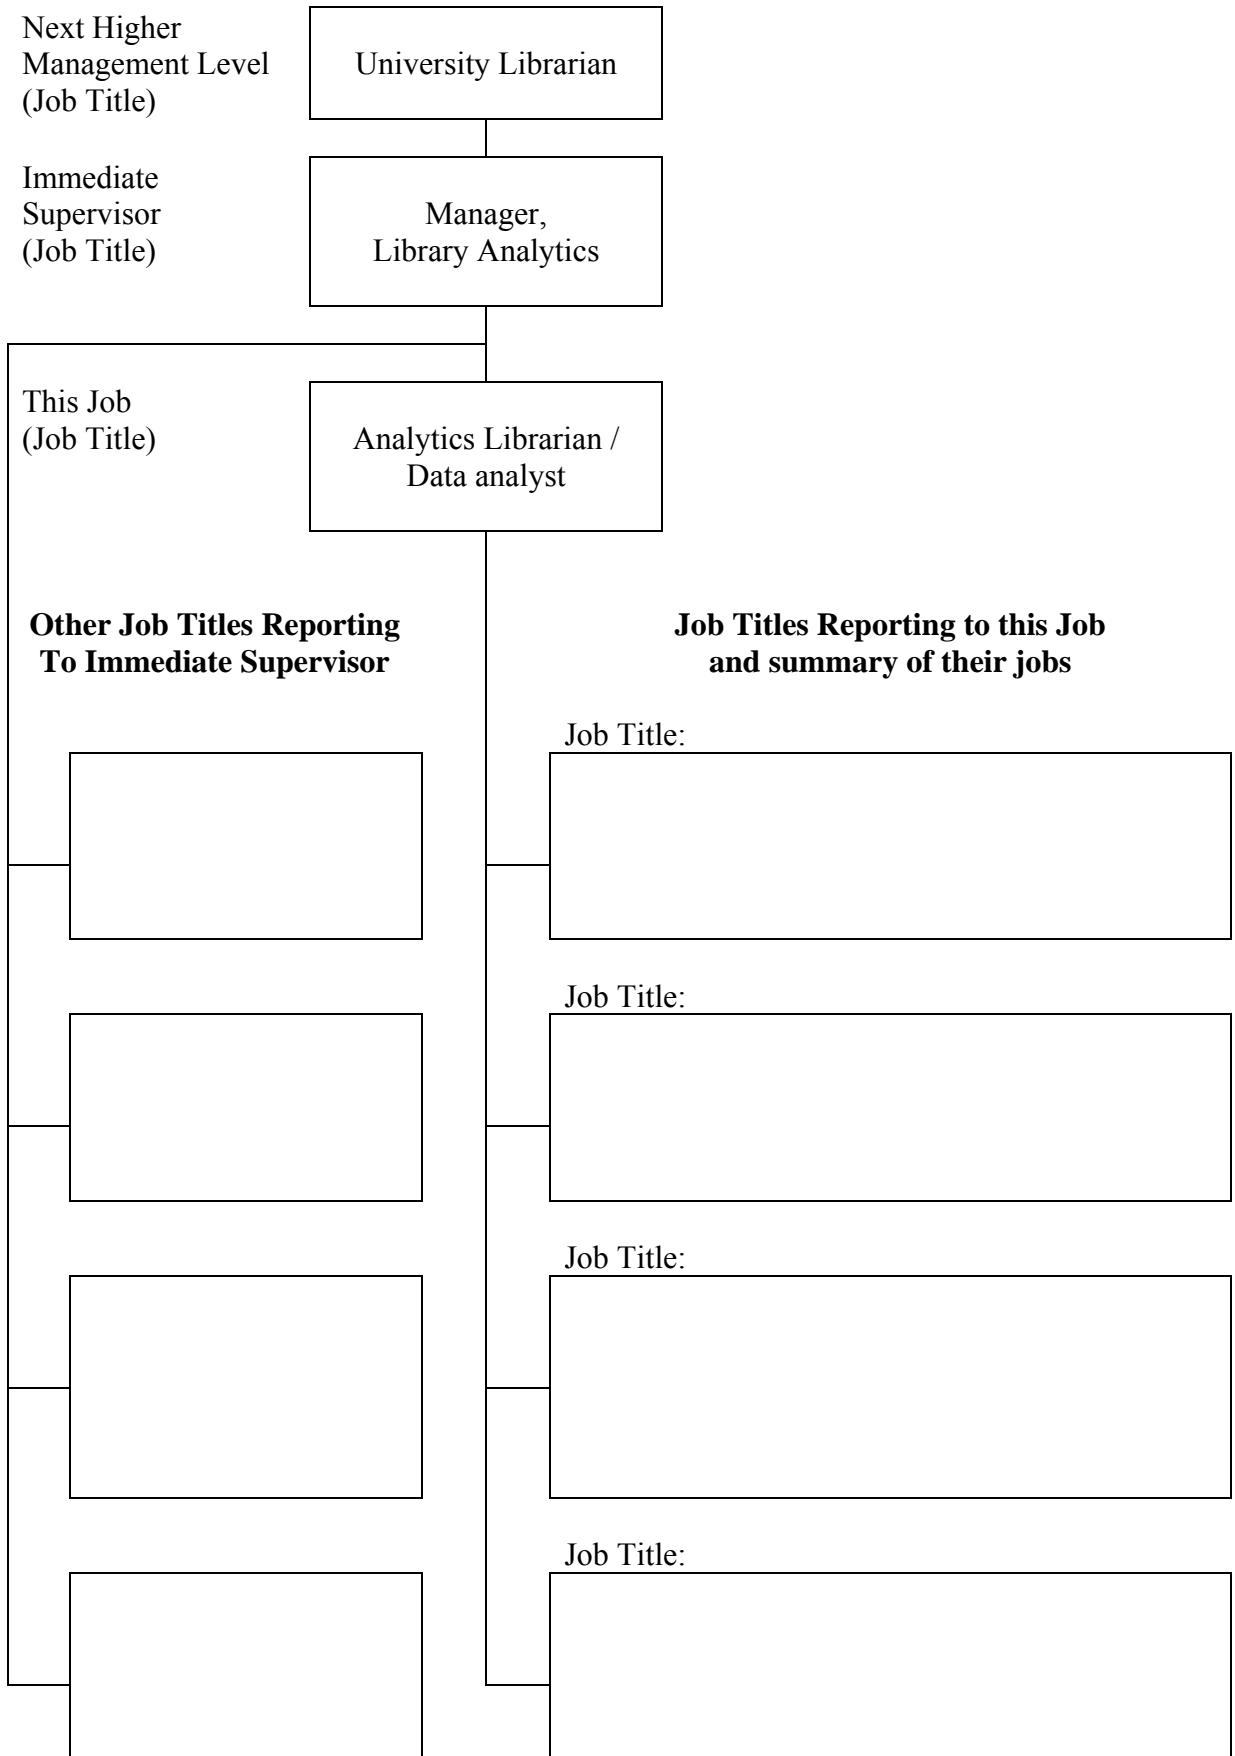 Next Higher
Management Level
(Job Title)
University Librarian
Immediate
Supervisor
(Job Title)
Manager,
Library Analytics
This Job
(Job Title)
Analytics Librarian /
Data analyst
Other Job Titles Reporting
To Immediate Supervisor
Job Titles Reporting to this Job
and summary of their jobs
Job Title:
Job Title:
Job Title:
Job Title: